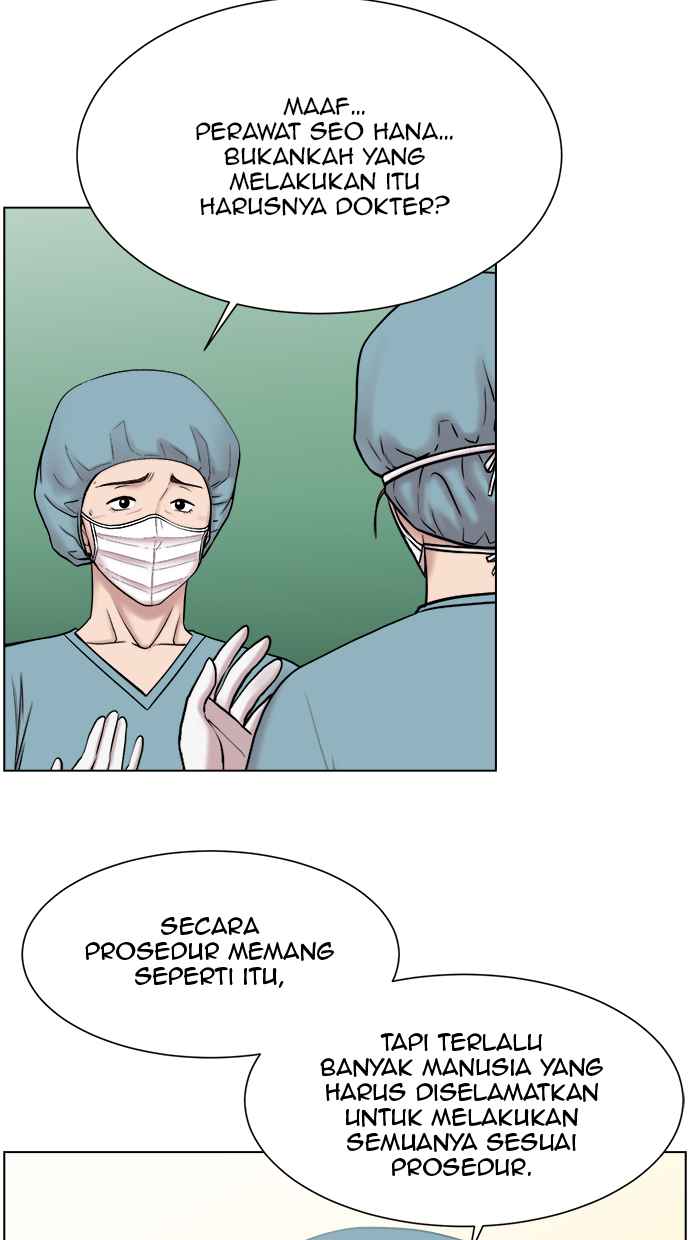 MAAF...
PERAWAT SEO HANA...
BUKANKAH YANG
MELAKUKAN ITU
HARUSNYA DOKTER?
SECARA
PROSEDUR MEMANG
SEPERTI ITU,
TAPI TERLALU
BANYAK MANUSIA YANG
HARUS DISELAMATKAN
UNTUK MELAKUKAN
SEMUANYA SESUAI
PROSEDUR.